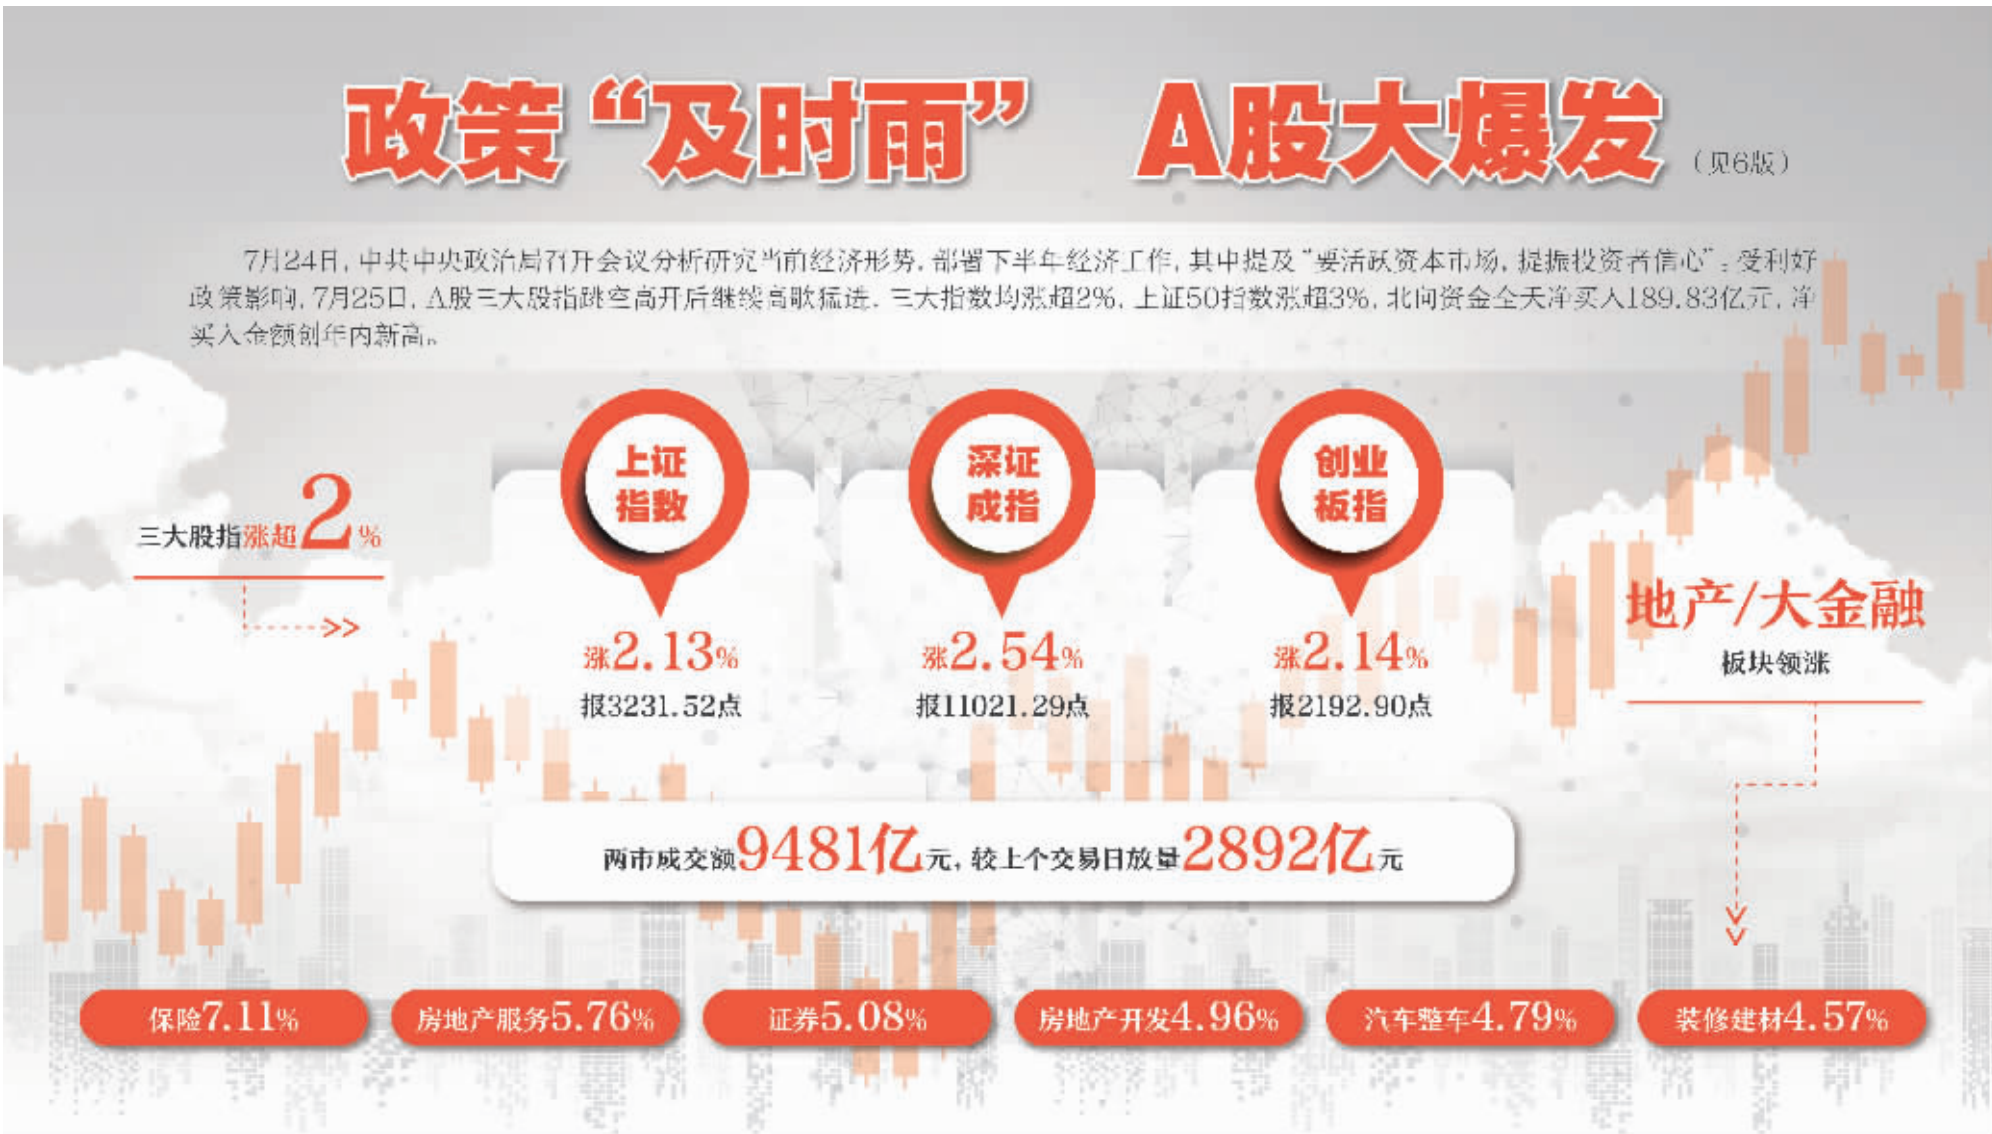 政策“及时雨” A股大爆发（见6版）
7月24日，中共中央政治局召开会议分析研究当前经济形势，部署下半年经济工作，其中提及“要活跃资本市场，提振投资者信心”。受利好
政策影响，7月25日，A股三大股指跳空高开后继续高歌猛进，三大指数均涨超2%，上证50指数涨超3%，北向资金全天净买入189.83亿元，净
买入金额创年内新高。
三大股指涨超2%
上证
指数
涨2.13%
报3231.52点
深证
成指
涨2.54%
报11021.29点
创业
板指
涨2.14%
报2192.90点
地产/大金融
板块领涨
两市成交额9481亿元，较上个交易日放量2892亿元
保险7.11%
房地产服务5.76%
证券5.08%
房地产开发4.96%
汽车整车4.79%
装修建材4.57%